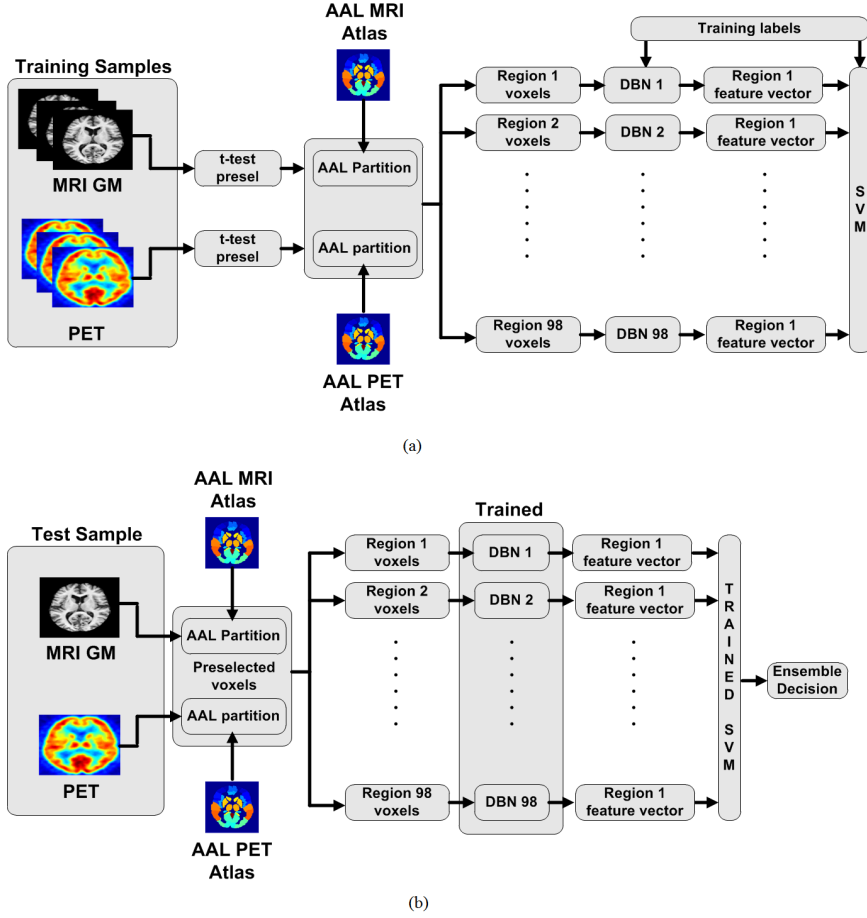 AAL MRI
Atlas
Training labels
Training Samples
Region 1
voxels
DBN 1
Region 1
feature vector
Region 2
voxels
DBN 2
Region 1
feature vector
MRI GM
t-test
presel
AAL Partition
t-test
presel
AAL partition
SVM
PET
Region 98
voxels
DBN 98
Region 1
feature vector
AAL PET
Atlas
(a)
AAL MRI
Atlas
Test Sample
Trained
Region 1
voxels
DBN 1
Region 1
feature vector
Region 2
voxels
DBN 2
Region 1
feature vector
MRI GM
AAL Partition
Preselected
voxels
AAL partition
TRAINED SVM
Ensemble
Decision
PET
Region 98
voxels
DBN 98
Region 1
feature vector
AAL PET
Atlas
(b)